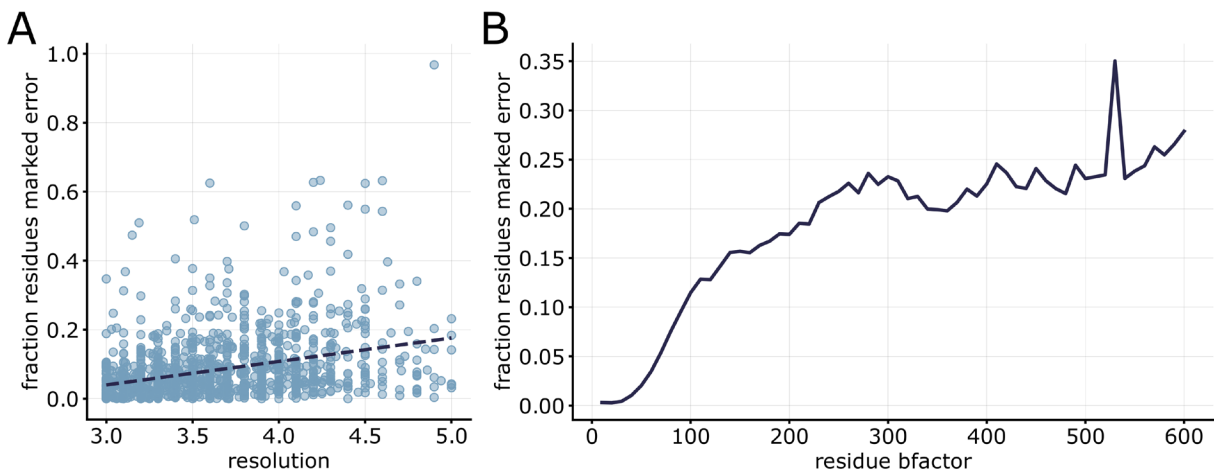 A
fraction residues marked error
1.0
0.8
0.6
0.4
0.2
0.0
3.0 3.5 4.0 4.5 5.0
resolution
B
fraction residues marked error
0.35
0.30
0.25
0.20
0.15
0.10
0.05
0.00
0 100 200 300 400 500 600
residue bfactor